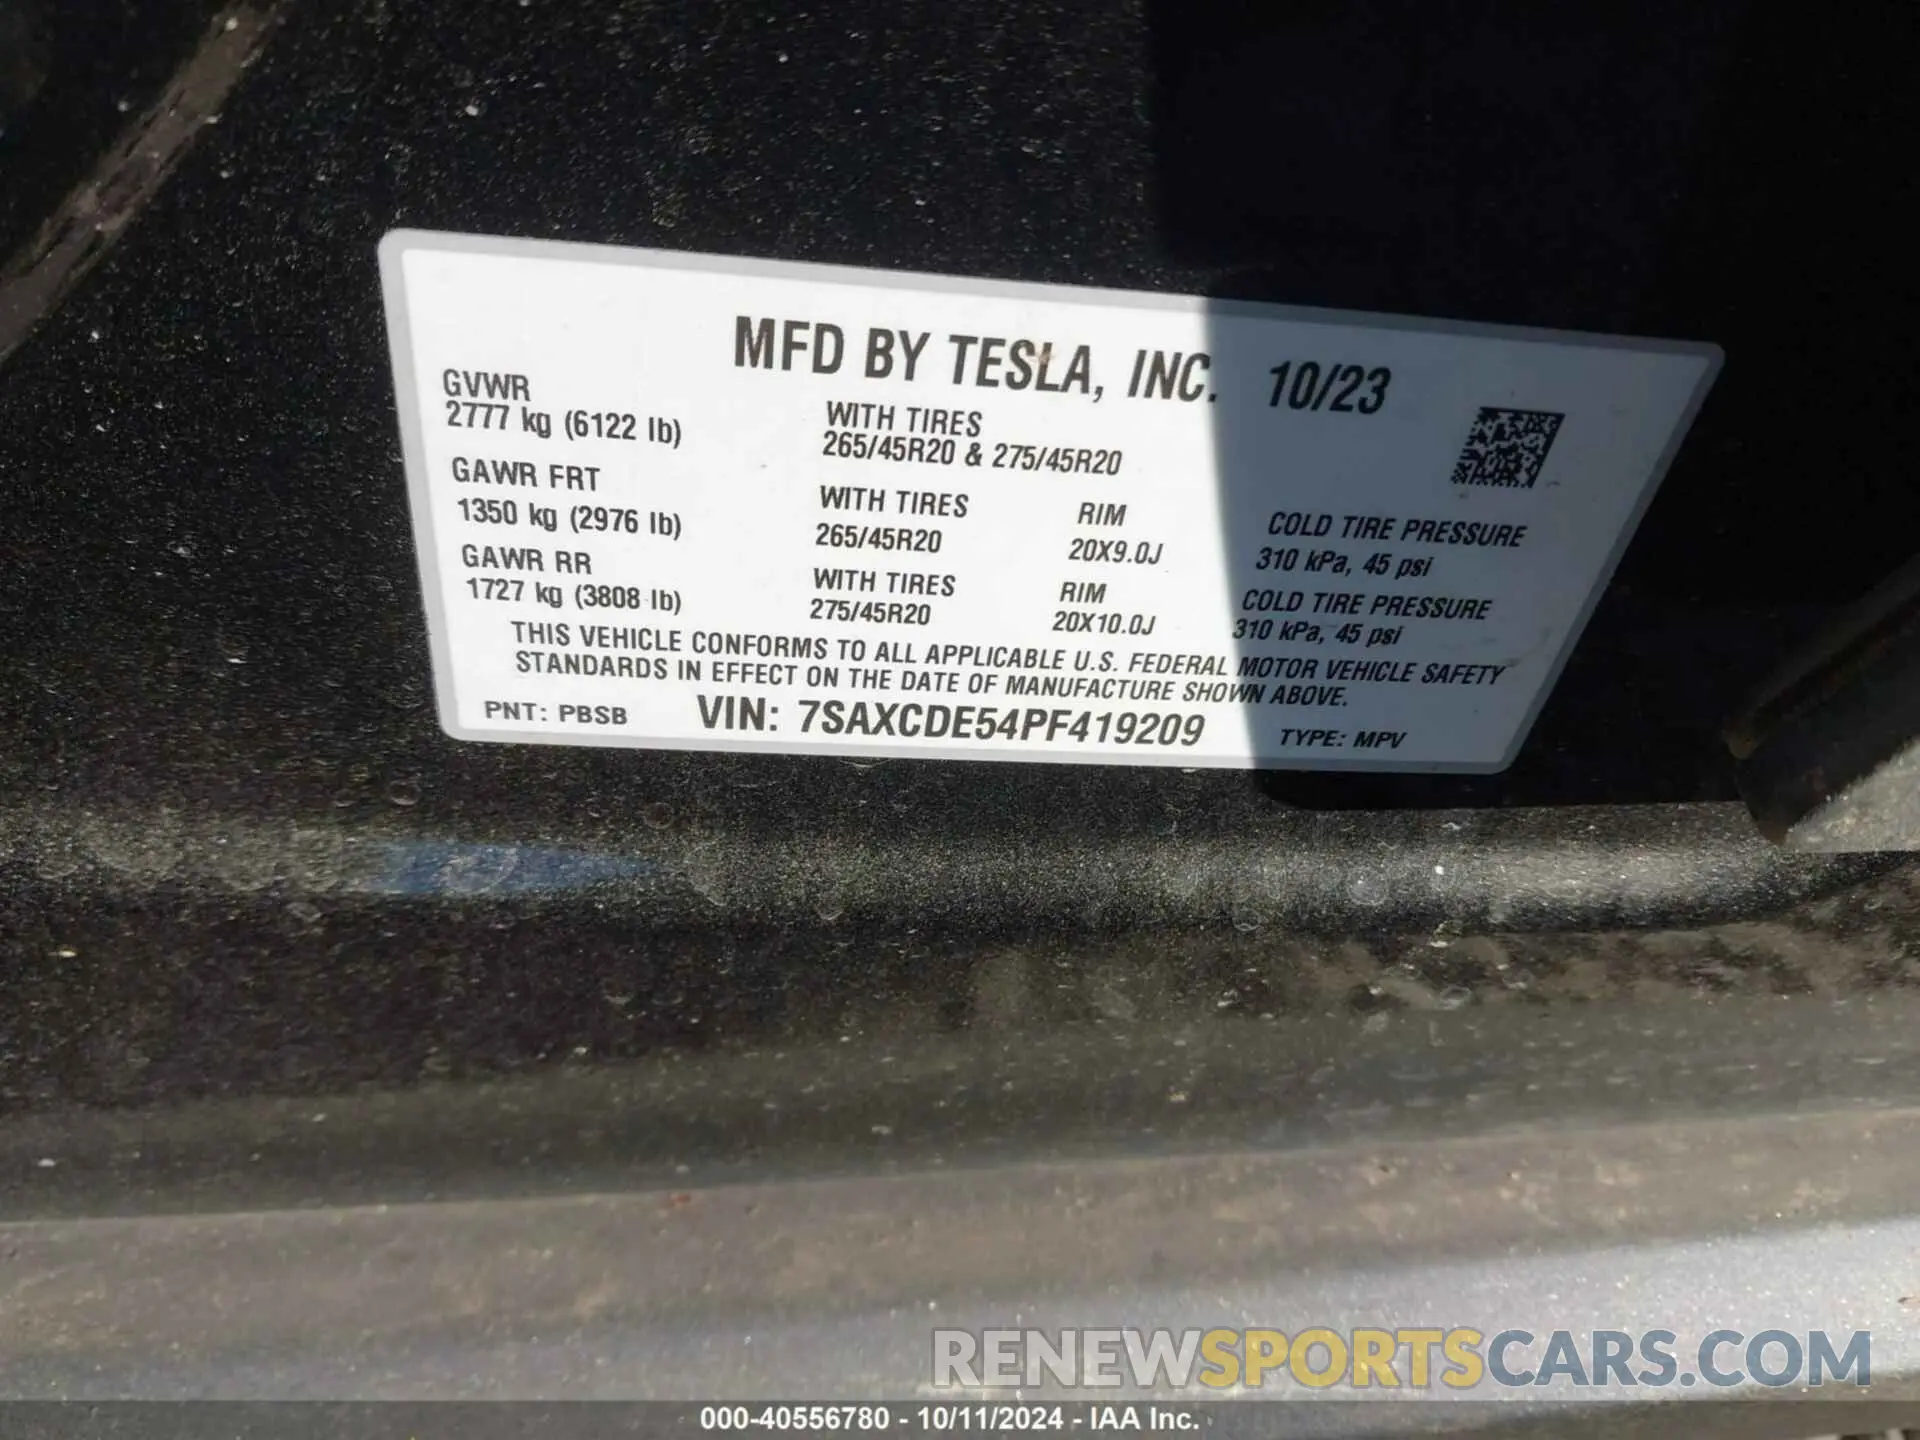 MFD BY TESLA, INC. 10/23
GVWR
2777 kg (6122 lb)
WITH TIRES
265/45R20 & 275/45R20
GAWR FRT
1350 kg (2976 lb)
WITH TIRES
265/45R20
RIM
20X9.0J
COLD TIRE PRESSURE
310 kPa, 45 psi
GAWR RR
1727 kg (3808 lb)
WITH TIRES
275/45R20
RIM
20X10.0J
COLD TIRE PRESSURE
310 kPa, 45 psi
THIS VEHICLE CONFORMS TO ALL APPLICABLE U.S. FEDERAL MOTOR VEHICLE SAFETY
STANDARDS IN EFFECT ON THE DATE OF MANUFACTURE SHOWN ABOVE.
PNT: PBSB VIN: 7SAXCDE54PF419209 TYPE: MPV
RENEWSPORTSCARS.COM
000-40556780 - 10/11/2024 - IAA Inc.